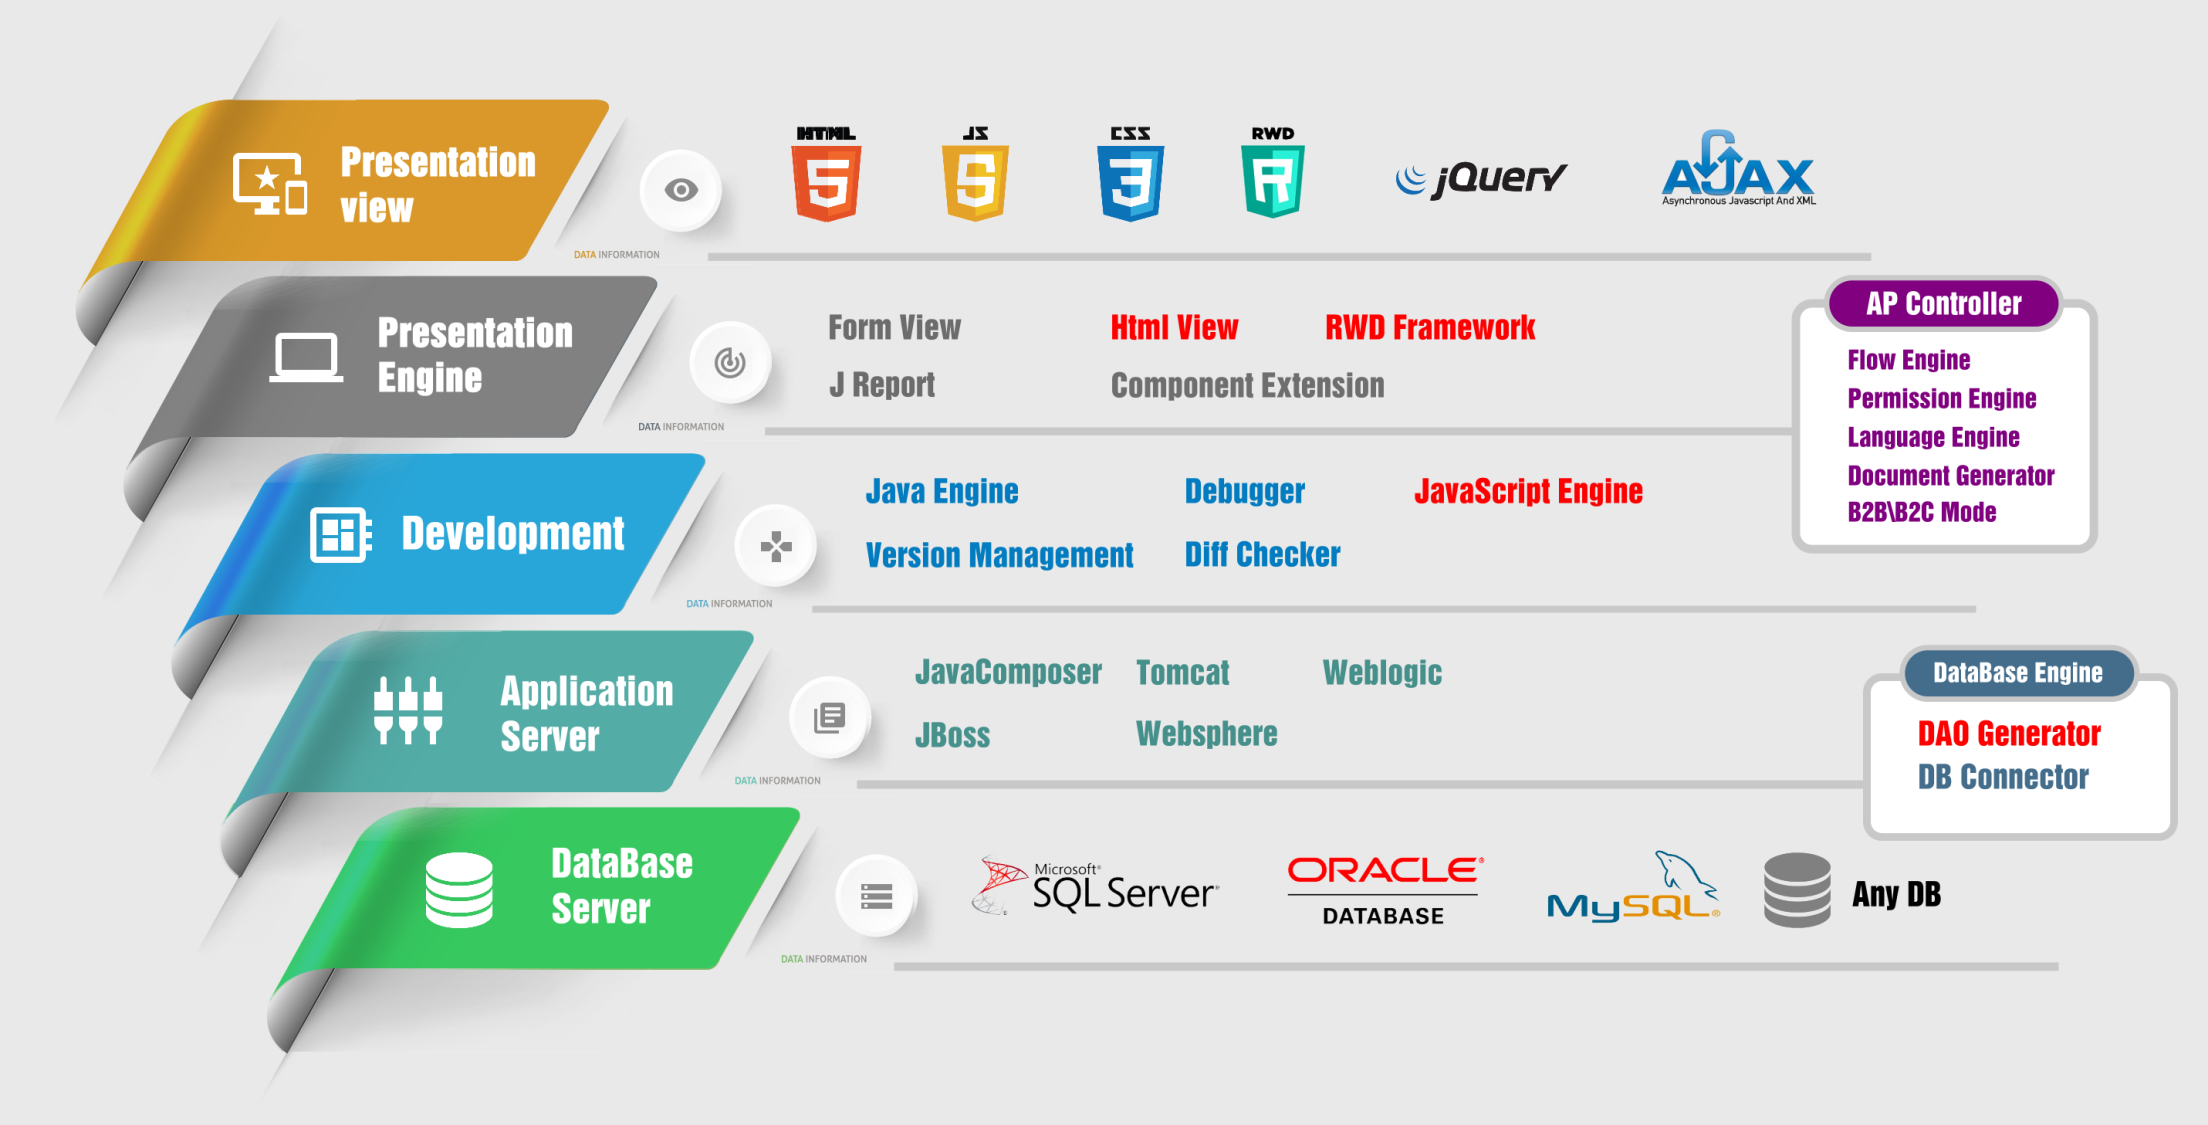 Presentation
view
DATA INFORMATION
HTML
5
JS
5
CSS
3
RWD
R
jQuery
AJAX
Asynchronous Javascript And XML
Presentation
Engine
DATA INFORMATION
Form View
Html View
RWD Framework
J Report
Component Extension
AP Controller
Flow Engine
Permission Engine
Language Engine
Document Generator
B2B\B2C Mode
Development
DATA INFORMATION
Java Engine
Debugger
JavaScript Engine
Version Management
Diff Checker
Application
Server
DATA INFORMATION
JavaComposer
Tomcat
Weblogic
JBoss
Websphere
DataBase Engine
DAO Generator
DB Connector
DataBase
Server
DATA INFORMATION
Microsoft®
SQL Server®
ORACLE®
DATABASE
MySQL®
Any DB